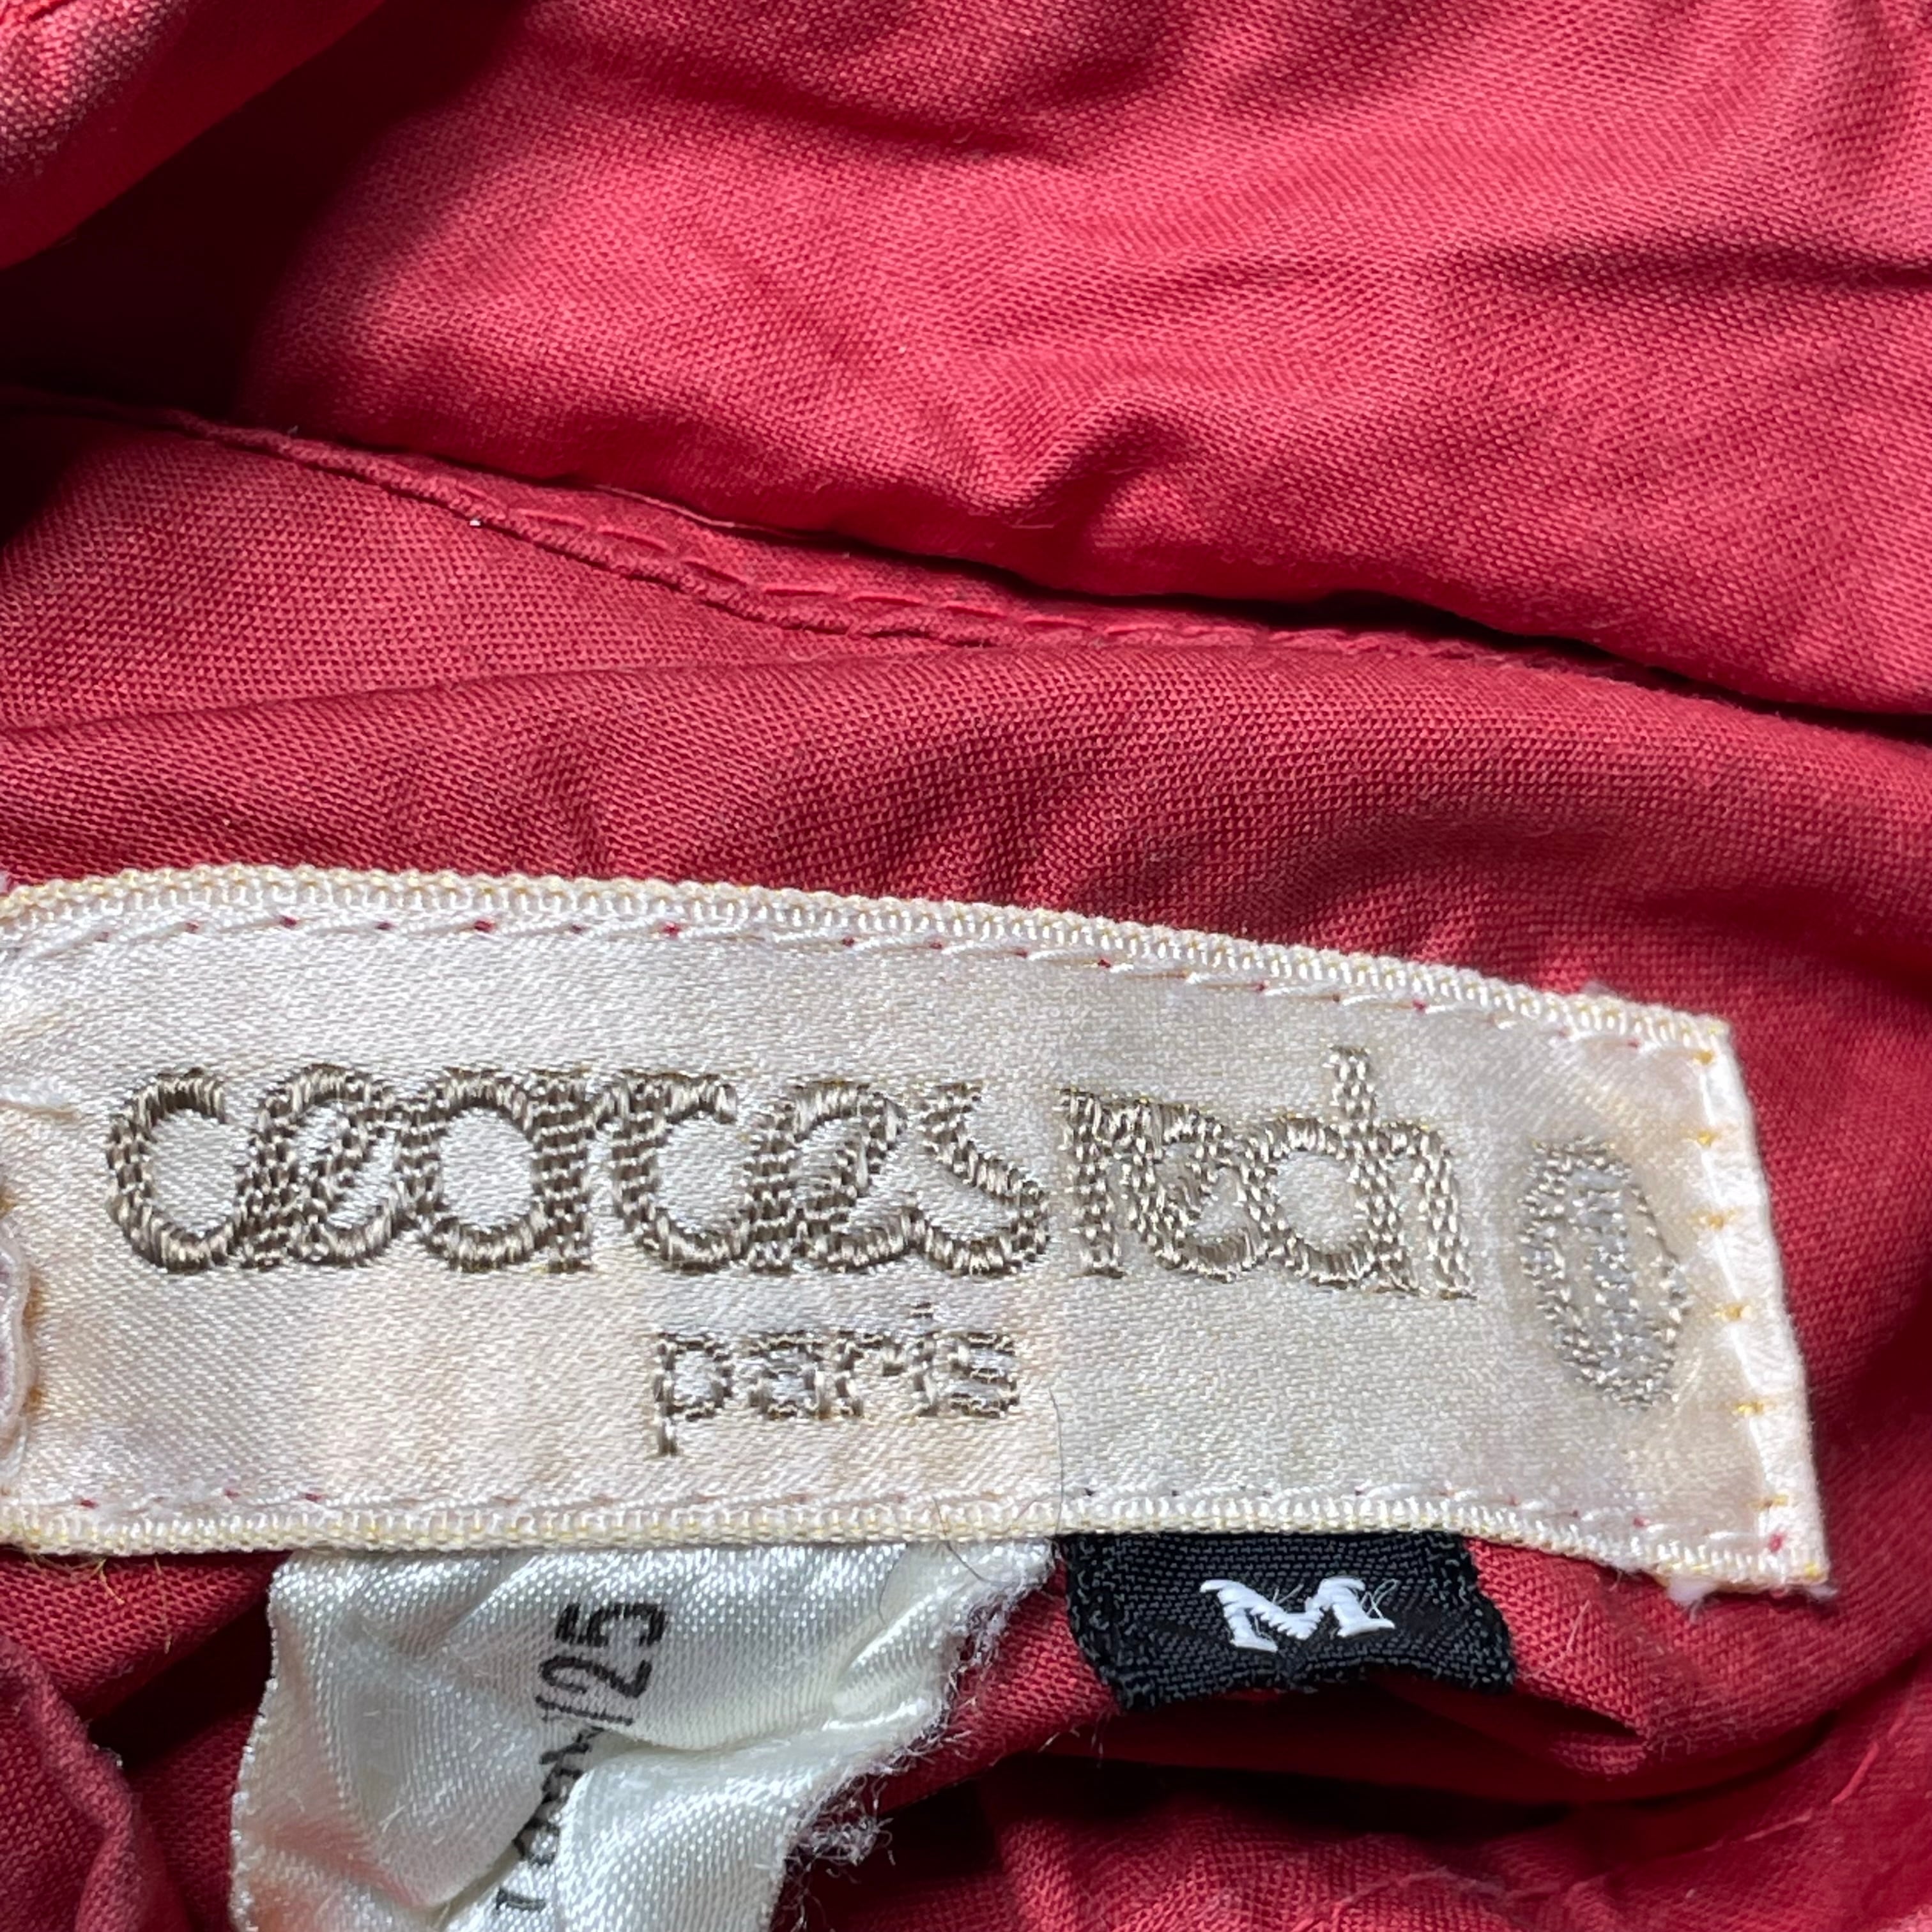 georges rech
paris
M